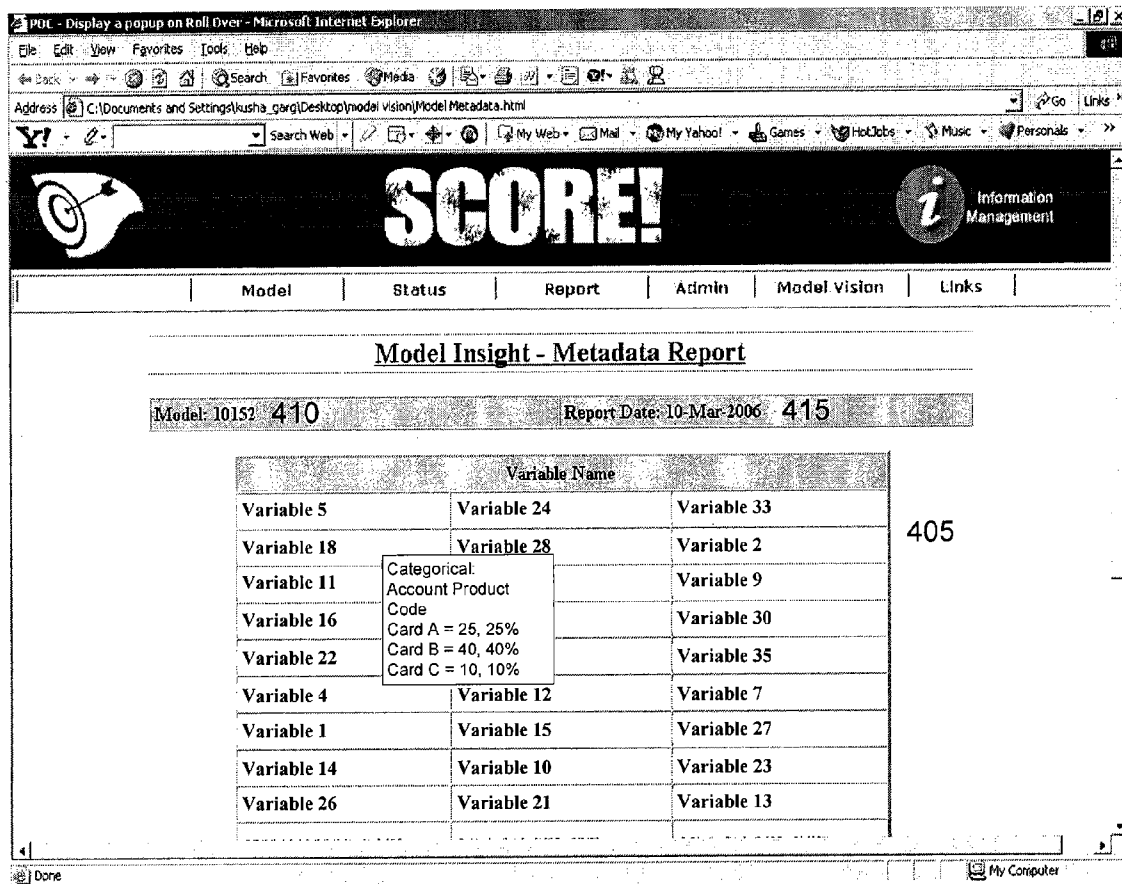 POC - Display a popup on Roll Over - Microsoft Internet Explorer
File Edit View Favorites Tools Help
Back Search Favorites Media
Address C:\Documents and Settings\kusha_garg\Desktop\model vision\Model Metadata.html Go Links
Y! Search Web My Web Mail My Yahoo! Games HotJobs Music Personals
SCORE!
i Information
Management
Model Status Report Admin Model Vision Links
Model Insight - Metadata Report
Model: 10152 410 Report Date: 10-Mar-2006 415
Variable Name
Variable 5 Variable 24 Variable 33
405
Variable 18 Variable 28 Variable 2
Variable 11 Variable 9
Variable 16 Variable 30
Variable 22 Variable 35
Categorical:
Account Product
Code
Card A = 25, 25%
Card B = 40, 40%
Card C = 10, 10%
Variable 4 Variable 12 Variable 7
Variable 1 Variable 15 Variable 27
Variable 14 Variable 10 Variable 23
Variable 26 Variable 21 Variable 13
Done My Computer